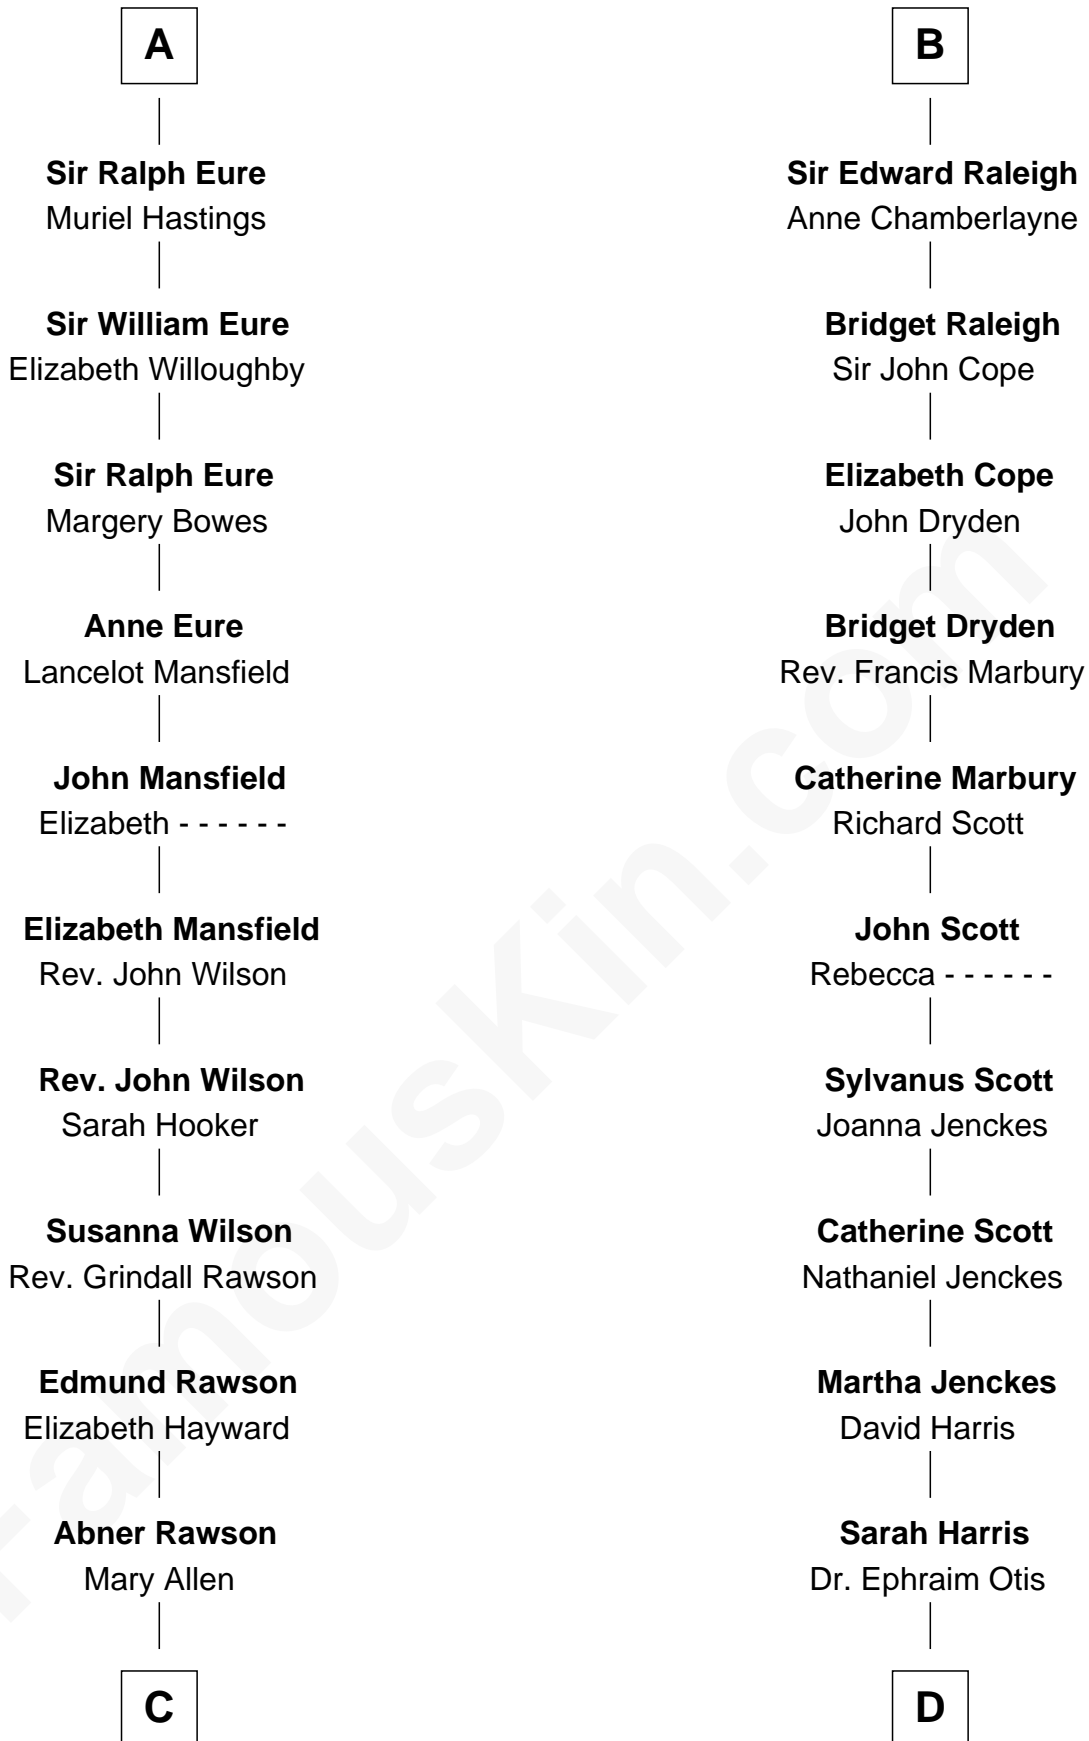 A
Sir Ralph Eure
Muriel Hastings
Sir William Eure
Elizabeth Willoughby
Sir Ralph Eure
Margery Bowes
Anne Eure
Lancelot Mansfield
John Mansfield
Elizabeth - - - - - -
Elizabeth Mansfield
Rev. John Wilson
Rev. John Wilson
Sarah Hooker
Susanna Wilson
Rev. Grindall Rawson
Edmund Rawson
Elizabeth Hayward
Abner Rawson
Mary Allen
C
B
Sir Edward Raleigh
Anne Chamberlayne
Bridget Raleigh
Sir John Cope
Elizabeth Cope
John Dryden
Bridget Dryden
Rev. Francis Marbury
Catherine Marbury
Richard Scott
John Scott
Rebecca - - - - - -
Sylvanus Scott
Joanna Jenckes
Catherine Scott
Nathaniel Jenckes
Martha Jenckes
David Harris
Sarah Harris
Dr. Ephraim Otis
D
FamousKin.com